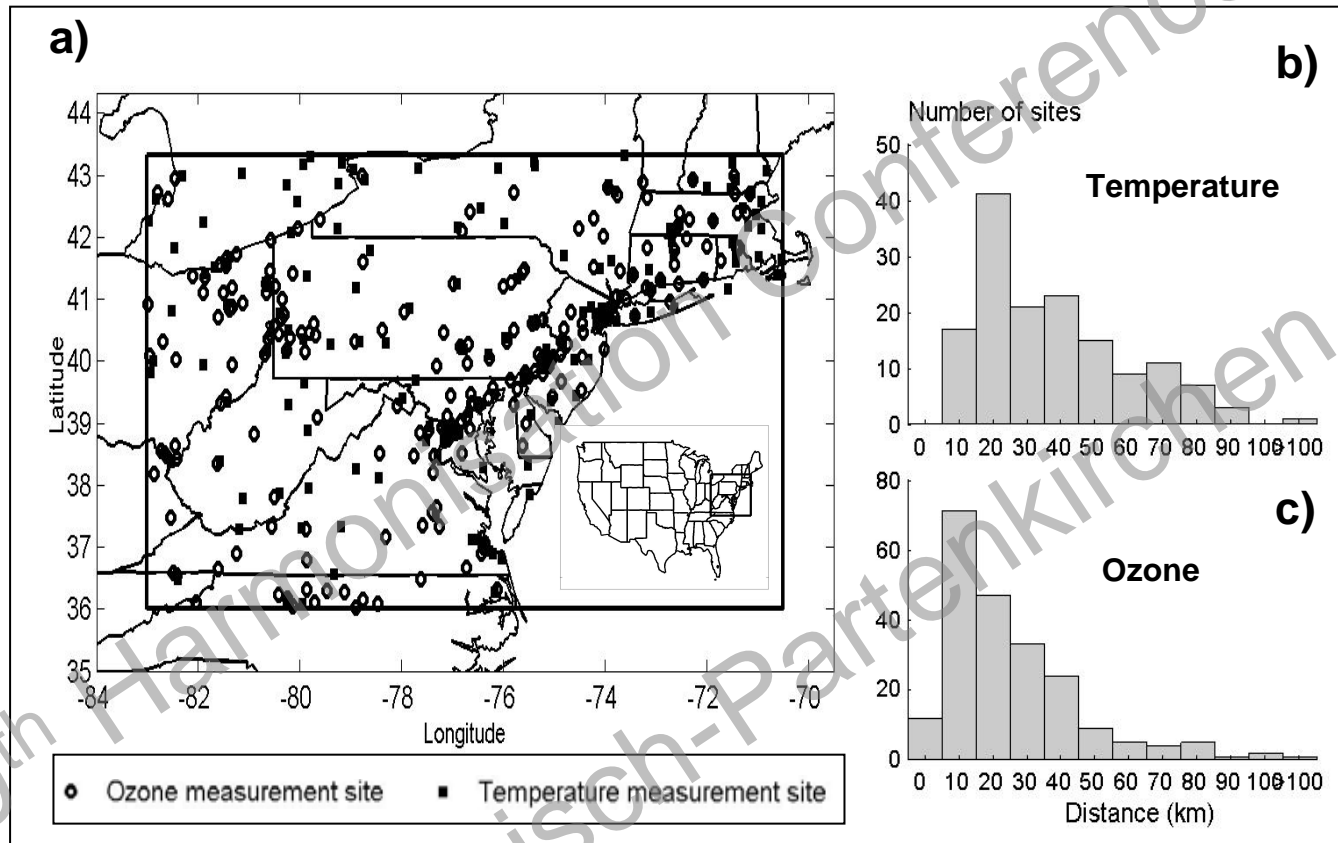 a)
44
43
42
41
40
39
38
37
36
35
Latitude
-84 -82 -80 -78 -76 -74 -72 -70
Longitude
Ozone measurement site
Temperature measurement site
b)
Number of sites
50
40
30
20
10
0
Temperature
0 10 20 30 40 50 60 70 80 90 100 >100
c)
80
60
40
20
0
Ozone
0 10 20 30 40 50 60 70 80 90 100 >100
Distance (km)
th Harmonisation Conference
isch-Partenkirchen